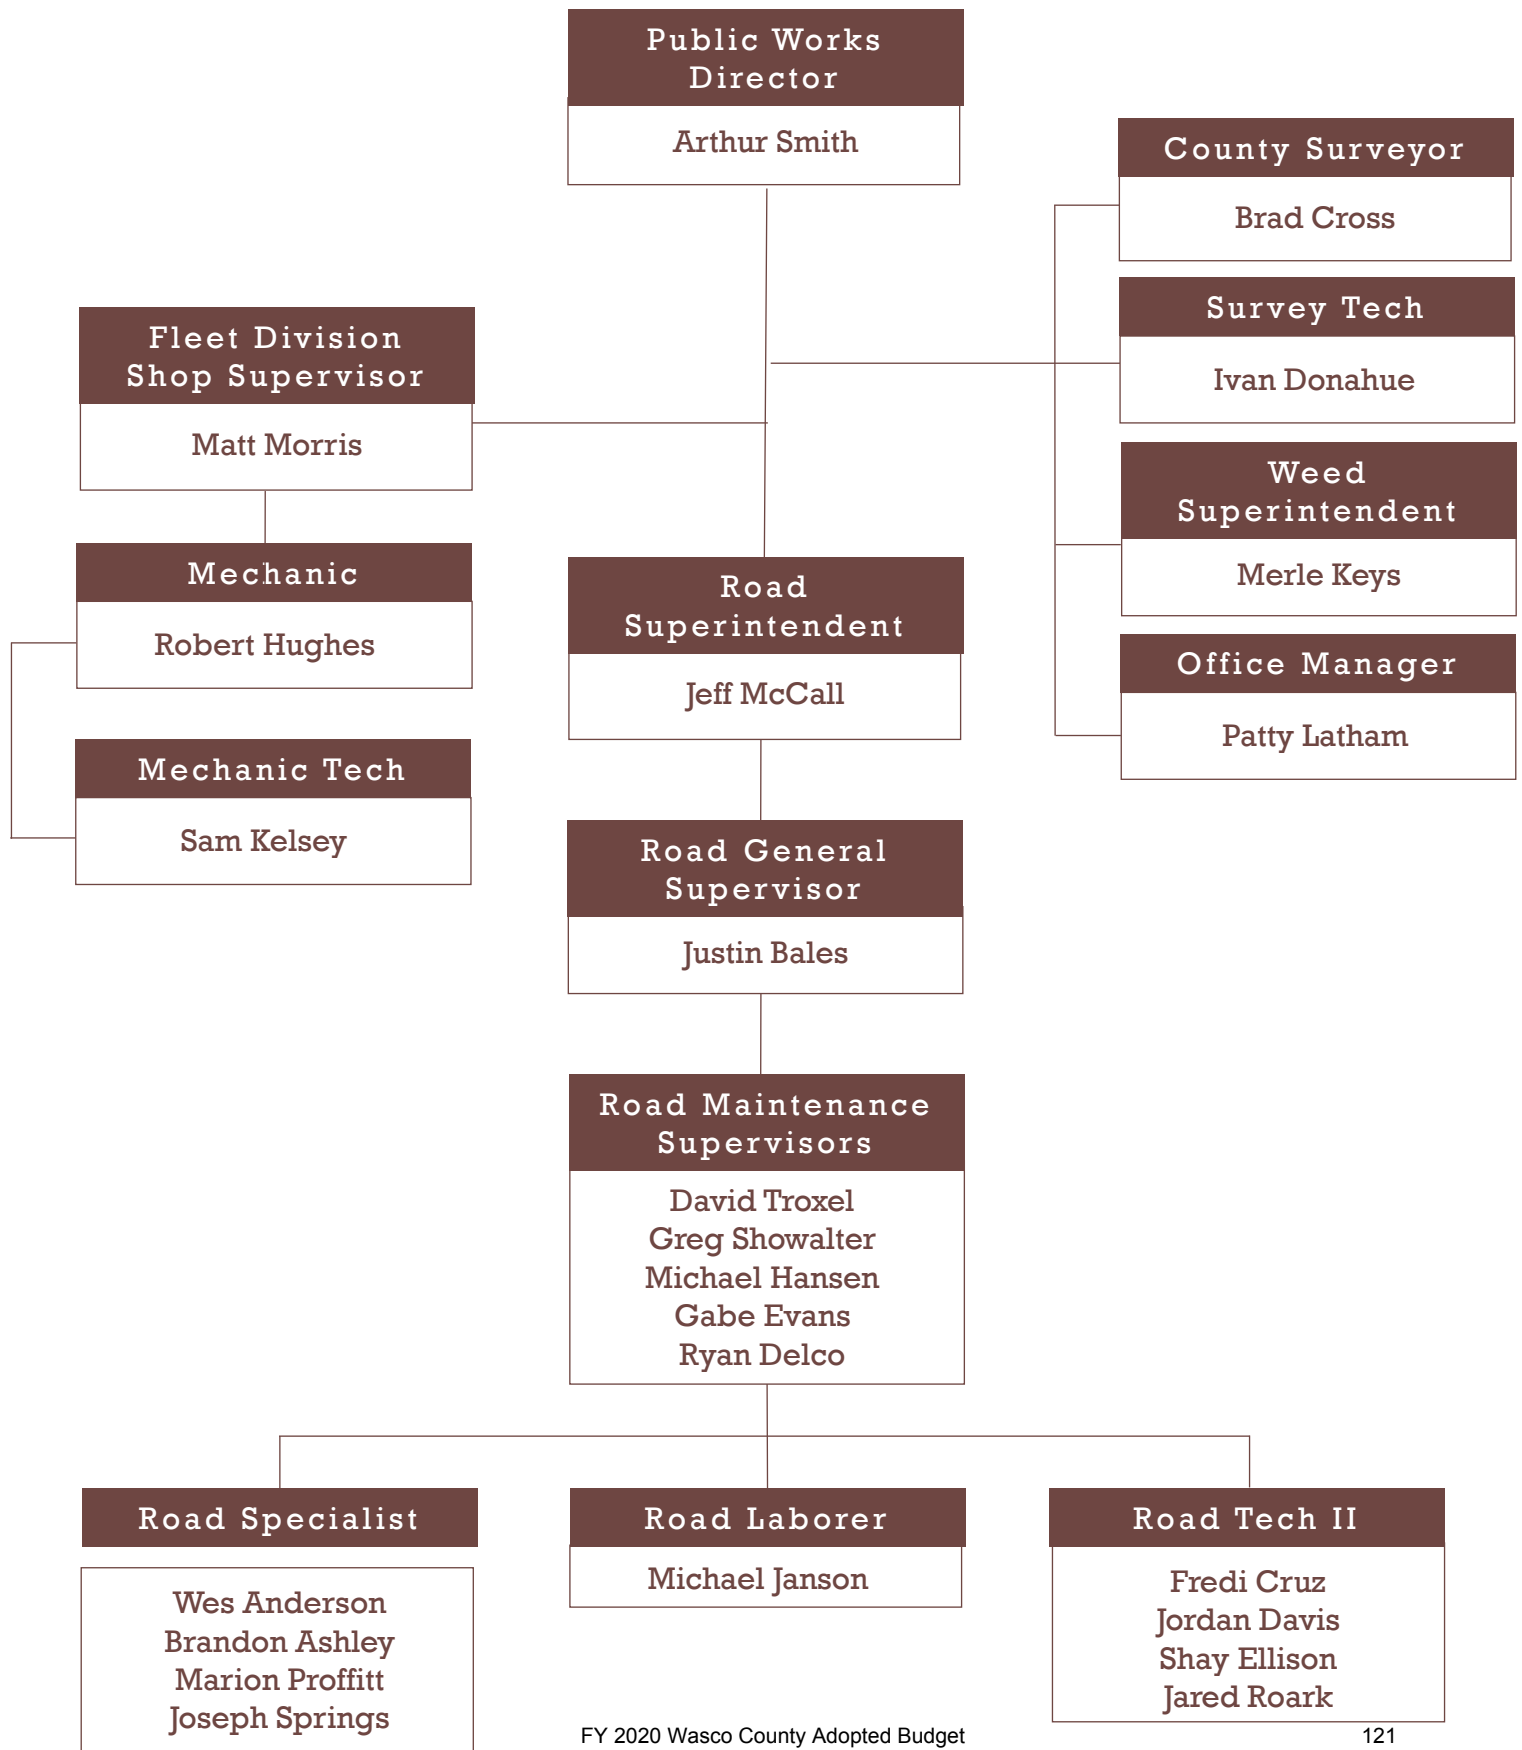 Public Works
Director
Arthur Smith
County Surveyor
Brad Cross
Survey Tech
Ivan Donahue
Fleet Division
Shop Supervisor
Matt Morris
Weed
Superintendent
Merle Keys
Mechanic
Robert Hughes
Road
Superintendent
Jeff McCall
Office Manager
Patty Latham
Mechanic Tech
Sam Kelsey
Road General
Supervisor
Justin Bales
Road Maintenance
Supervisors
David Troxel
Greg Showalter
Michael Hansen
Gabe Evans
Ryan Delco
Road Specialist
Wes Anderson
Brandon Ashley
Marion Proffitt
Joseph Springs
Road Laborer
Michael Janson
Road Tech II
Fredi Cruz
Jordan Davis
Shay Ellison
Jared Roark
FY 2020 Wasco County Adopted Budget
121